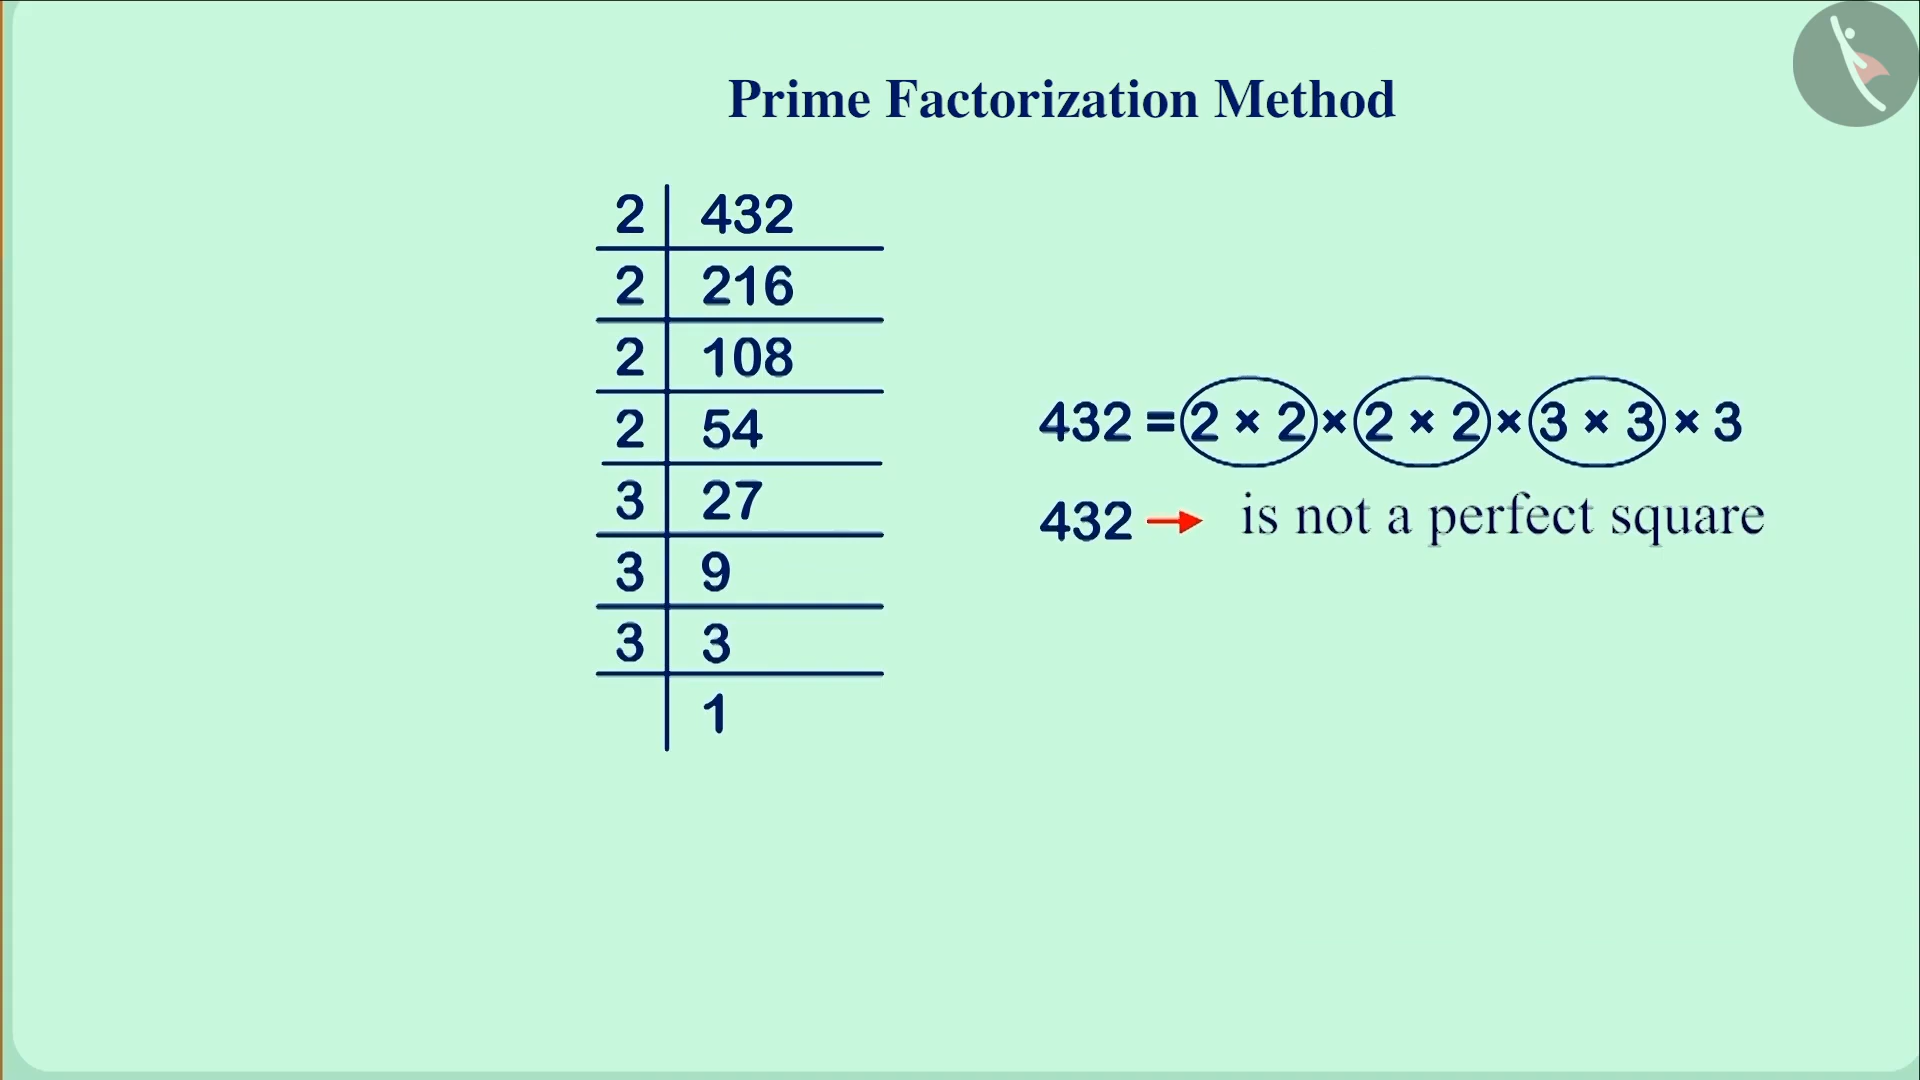 Prime Factorization Method
2 432
2 216
2 108
2 54
3 27
3 9
3 3
1
432 = 2 × 2 × 2 × 2 × 3 × 3 × 3
432 → is not a perfect square